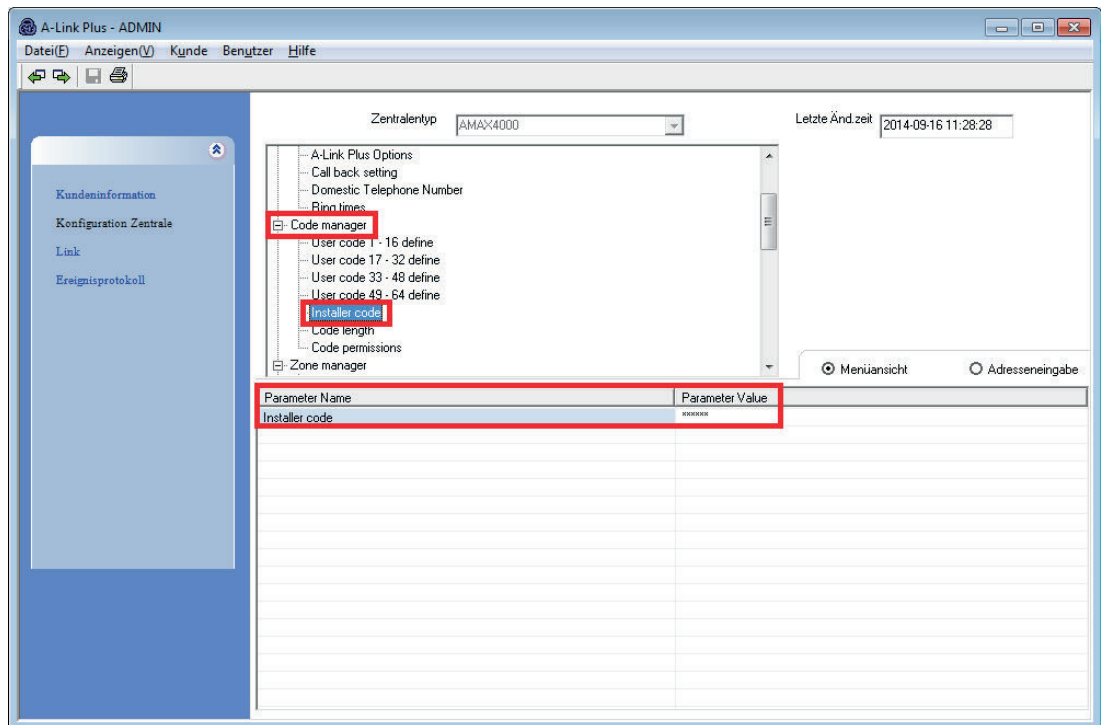 A-Link Plus - ADMIN
Datei(F) Anzeigen(V) Kunde Benutzer Hilfe
Zentralentyp AMAX4000 Letzte Änd.zeit 2014-09-16 11:28:28
A-Link Plus Options
Call back setting
Domestic Telephone Number
Ring times
Code manager
User code 1 - 16 define
User code 17 - 32 define
User code 33 - 48 define
User code 49 - 64 define
Installer code
Code length
Code permissions
Zone manager
Kundeninformation
Konfiguration Zentrale
Link
Ereignisprotokoll
Menüansicht Adresseneingabe
Parameter Name Parameter Value
Installer code ******